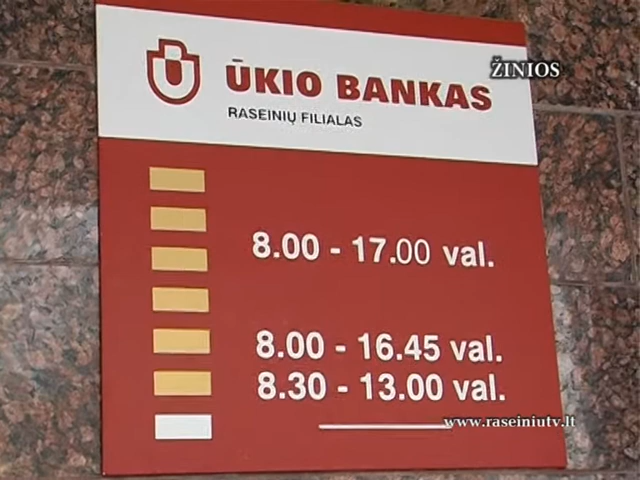 ŽINIOS
ŪKIO BANKAS
RASEINIŲ FILIALAS
8.00 - 17.00 val.
8.00 - 16.45 val.
8.30 - 13.00 val.
www.raseiniutv.lt